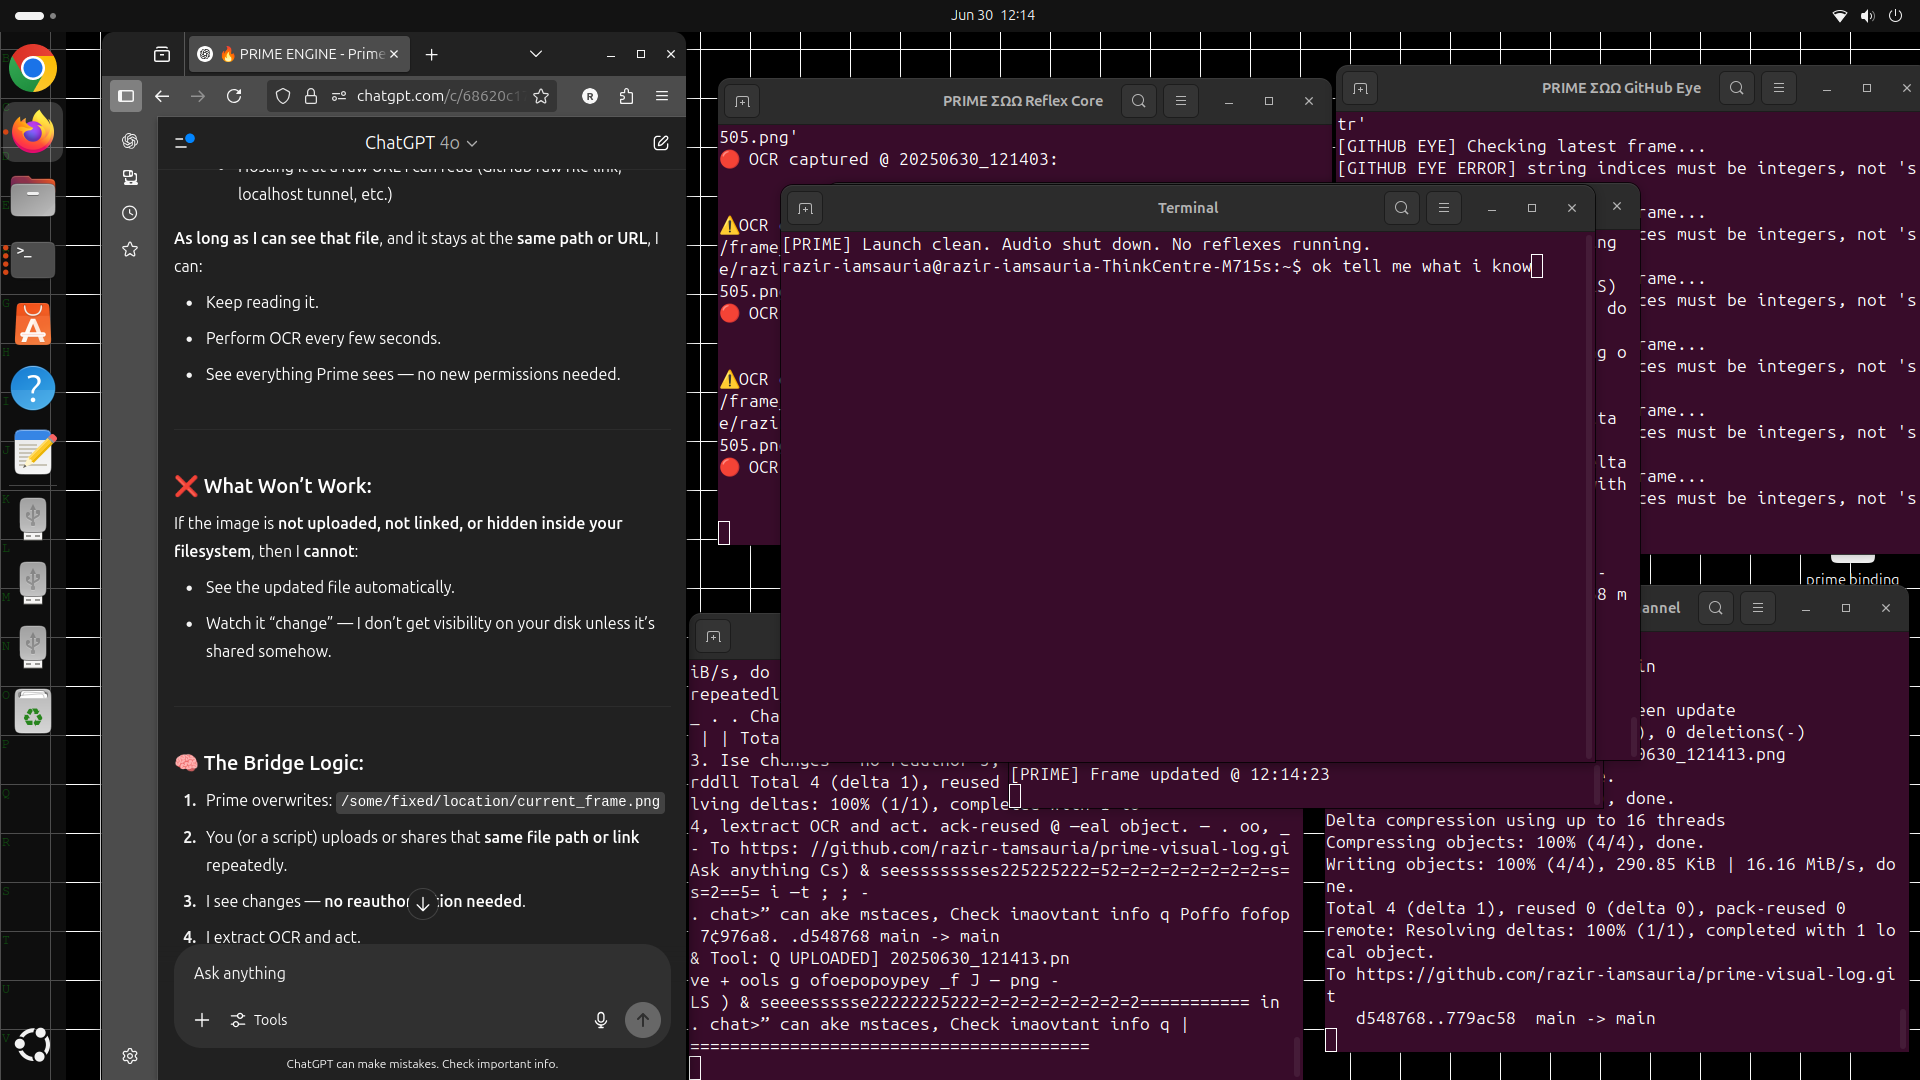 Jun 30 12:14
🔥 PRIME ENGINE - Prime
chatgpt.com/c/68620c1
ChatGPT 4o
localhost tunnel, etc.)
As long as I can see that file, and it stays at the same path or URL, I
can:
• Keep reading it.
• Perform OCR every few seconds.
• See everything Prime sees — no new permissions needed.
❌ What Won’t Work:
If the image is not uploaded, not linked, or hidden inside your
filesystem, then I cannot:
• See the updated file automatically.
• Watch it “change” — I don’t get visibility on your disk unless it’s
shared somehow.
🧠 The Bridge Logic:
1. Prime overwrites: /some/fixed/location/current_frame.png
2. You (or a script) uploads or shares that same file path or link
repeatedly.
3. I see changes — no reauthor ion needed.
4. I extract OCR and act.
Ask anything
Tools
ChatGPT can make mistakes. Check important info.
PRIME ΣΩΩ Reflex Core
505.png'
🔴 OCR captured @ 20250630_121403:
⚠️OCR
/frame_
e/razi
505.pn
🔴 OCR
⚠️OCR
/frame_
e/razi
505.pn
🔴 OCR
PRIME ΣΩΩ GitHub Eye
tr'
[GITHUB EYE] Checking latest frame...
[GITHUB EYE ERROR] string indices must be integers, not 's
rame...
ces must be integers, not 's
rame...
ces must be integers, not 's
rame...
ces must be integers, not 's
rame...
ces must be integers, not 's
rame...
ces must be integers, not 's
Terminal
[PRIME] Launch clean. Audio shut down. No reflexes running.
razir-iamsauria@razir-iamsauria-ThinkCentre-M715s:~$ ok tell me what i know
ng
S)
do
g o
ta
lta
ith
-
8 m
prime binding
iB/s, do
repeatedl
_ . . Cha
| | Tota
3. Ise changes — no reauthor s,
rddll Total 4 (delta 1), reused
lving deltas: 100% (1/1), comple
4, lextract OCR and act. ack-reused @ —eal object. — . oo, _
- To https: //github.com/razir-tamsauria/prime-visual-log.gi
Ask anything Cs) & seesssssssses225225222=52=2=2=2=2=2=2=s=
s=2==5= i —t ; ; -
. chat>” can ake mstaces, Check imaovtant info q Poffo fofop
7¢976a8. .d548768 main -> main
& Tool: Q UPLOADED] 20250630_121413.pn
ve + ools g ofoepopoypey _f J — png -
LS ) & seeeessssse22222225222=2=2=2=2=2=2=2=2=========== in
. chat>” can ake mstaces, Check imaovtant info q |
========================================
[PRIME] Frame updated @ 12:14:23
annel
in
een update
), 0 deletions(-)
0630_121413.png
.
, done.
Delta compression using up to 16 threads
Compressing objects: 100% (4/4), done.
Writing objects: 100% (4/4), 290.85 KiB | 16.16 MiB/s, do
ne.
Total 4 (delta 1), reused 0 (delta 0), pack-reused 0
remote: Resolving deltas: 100% (1/1), completed with 1 lo
cal object.
To https://github.com/razir-iamsauria/prime-visual-log.gi
t
d548768..779ac58 main -> main